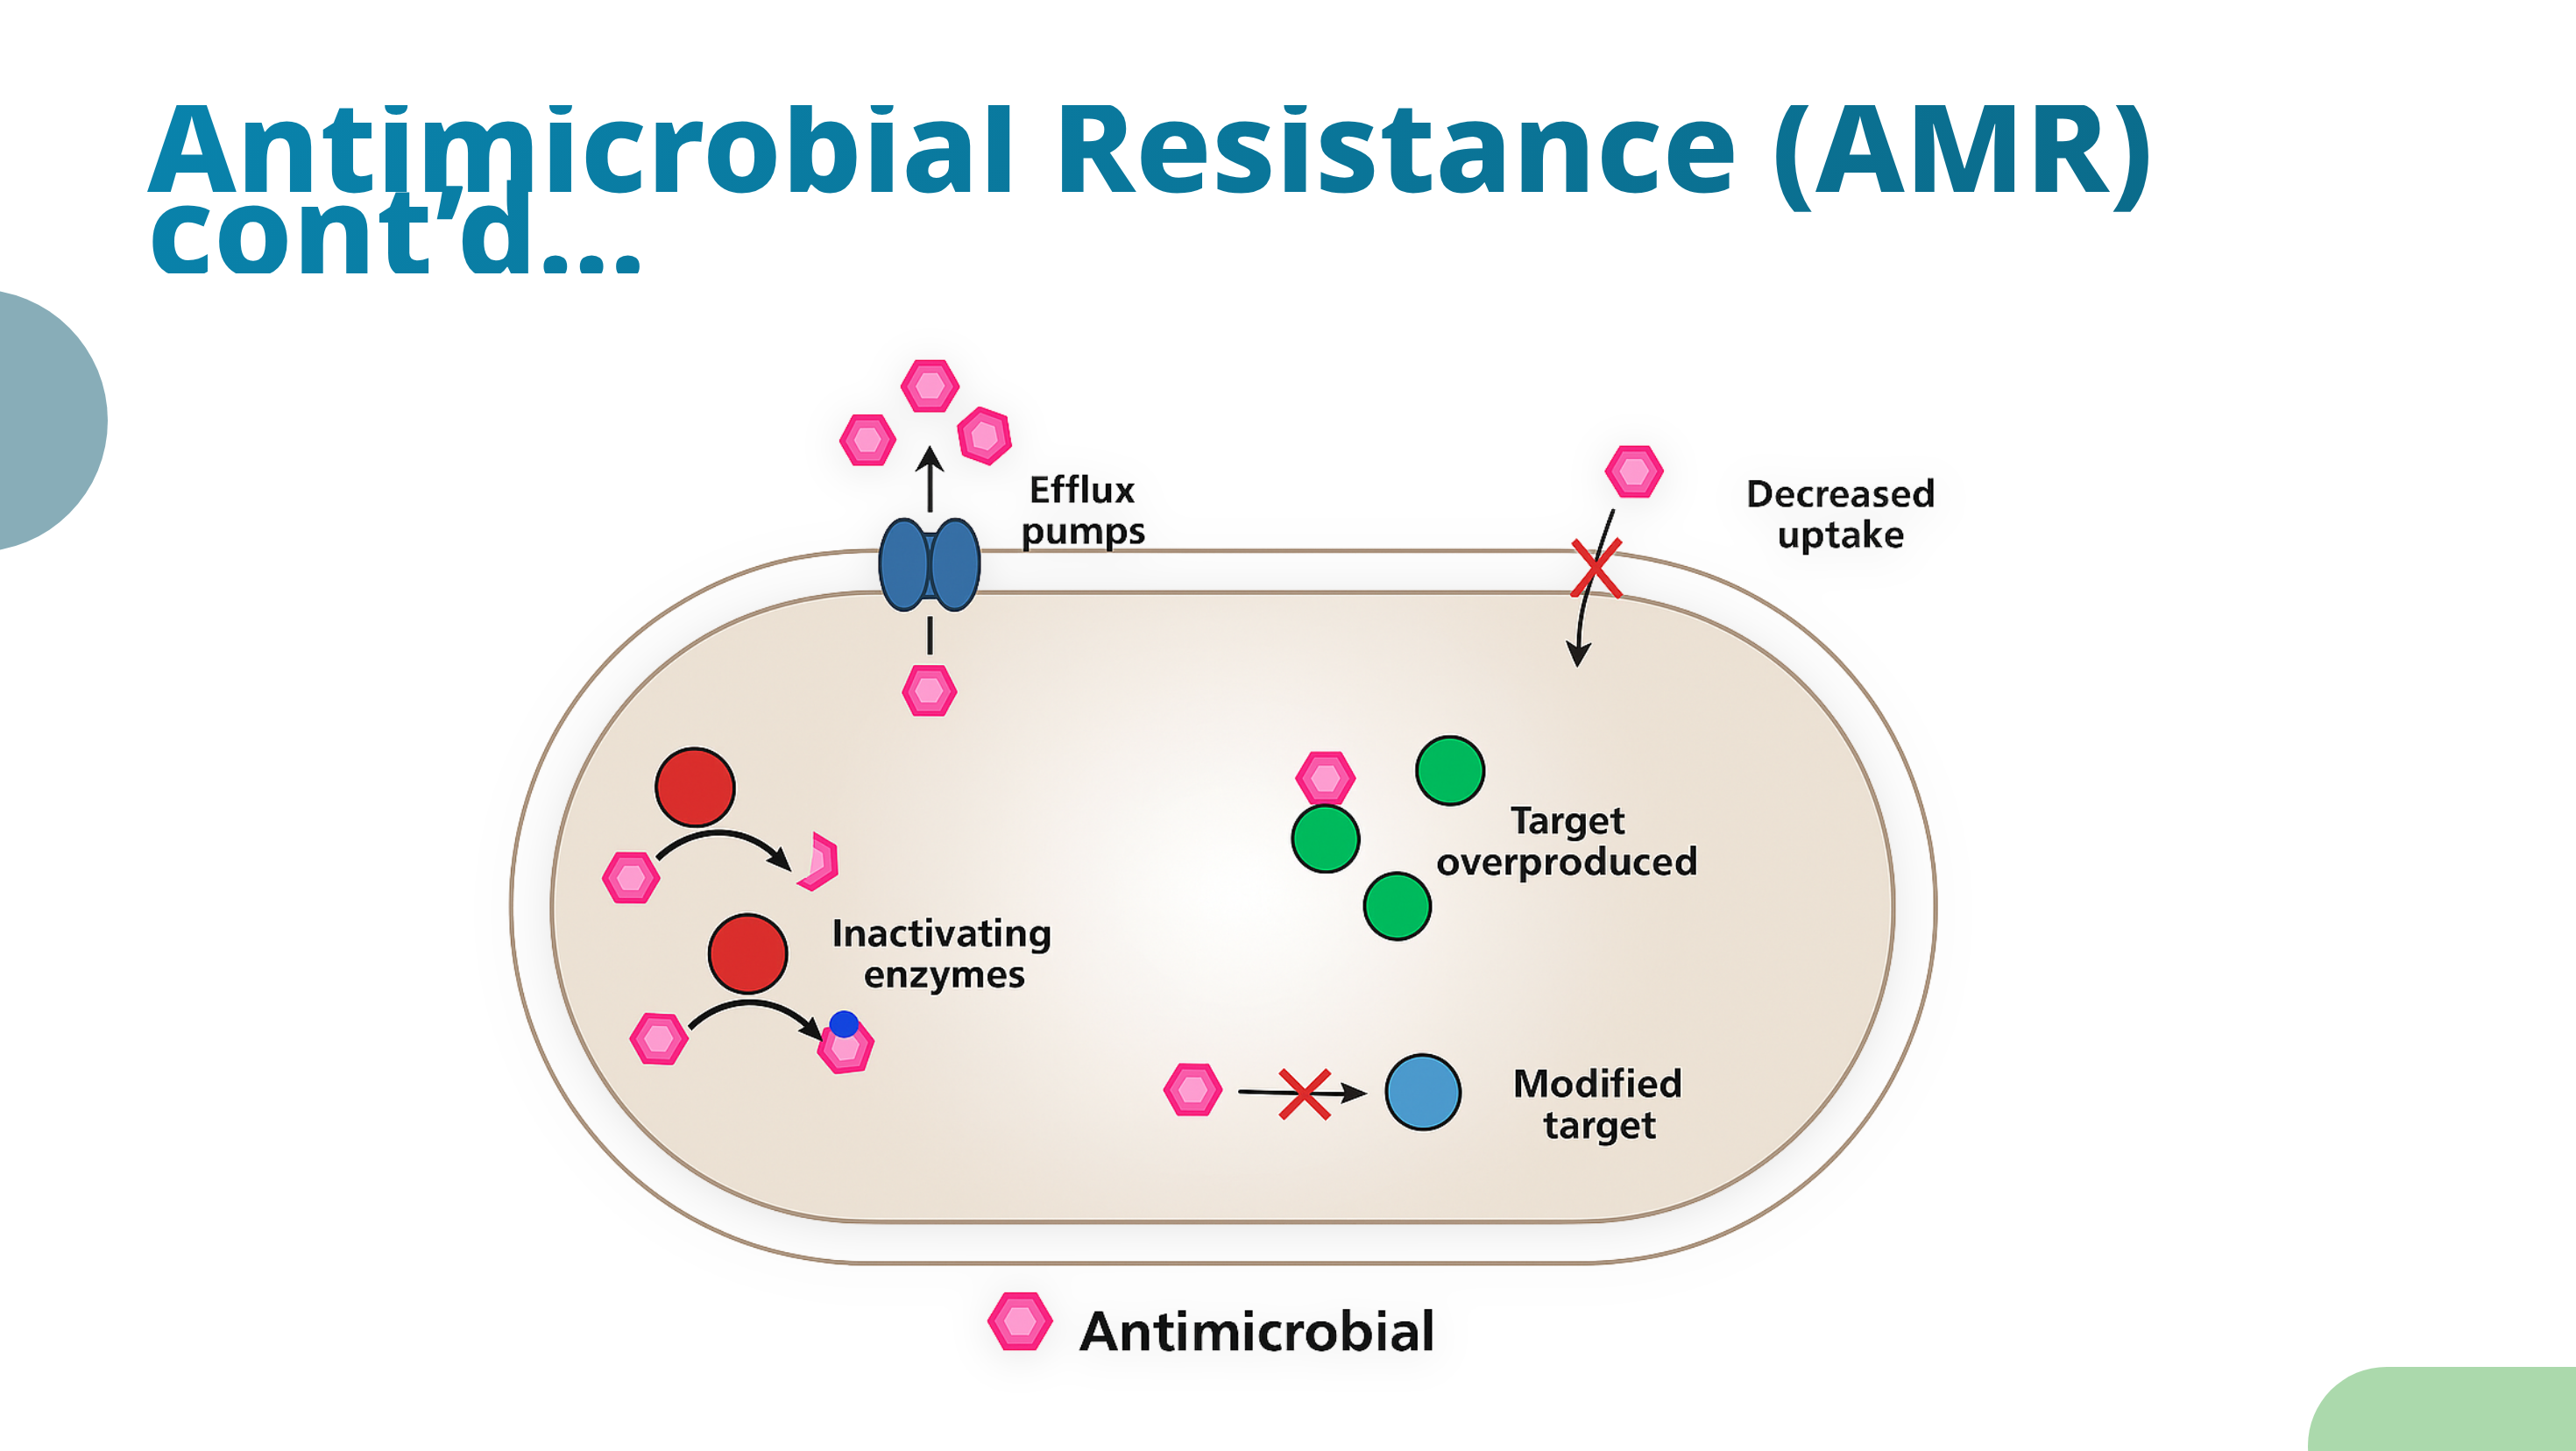 Antimicrobial Resistance (AMR)
cont’d...
Efflux
pumps
Decreased
uptake
Target
overproduced
Inactivating
enzymes
Modified
target
Antimicrobial